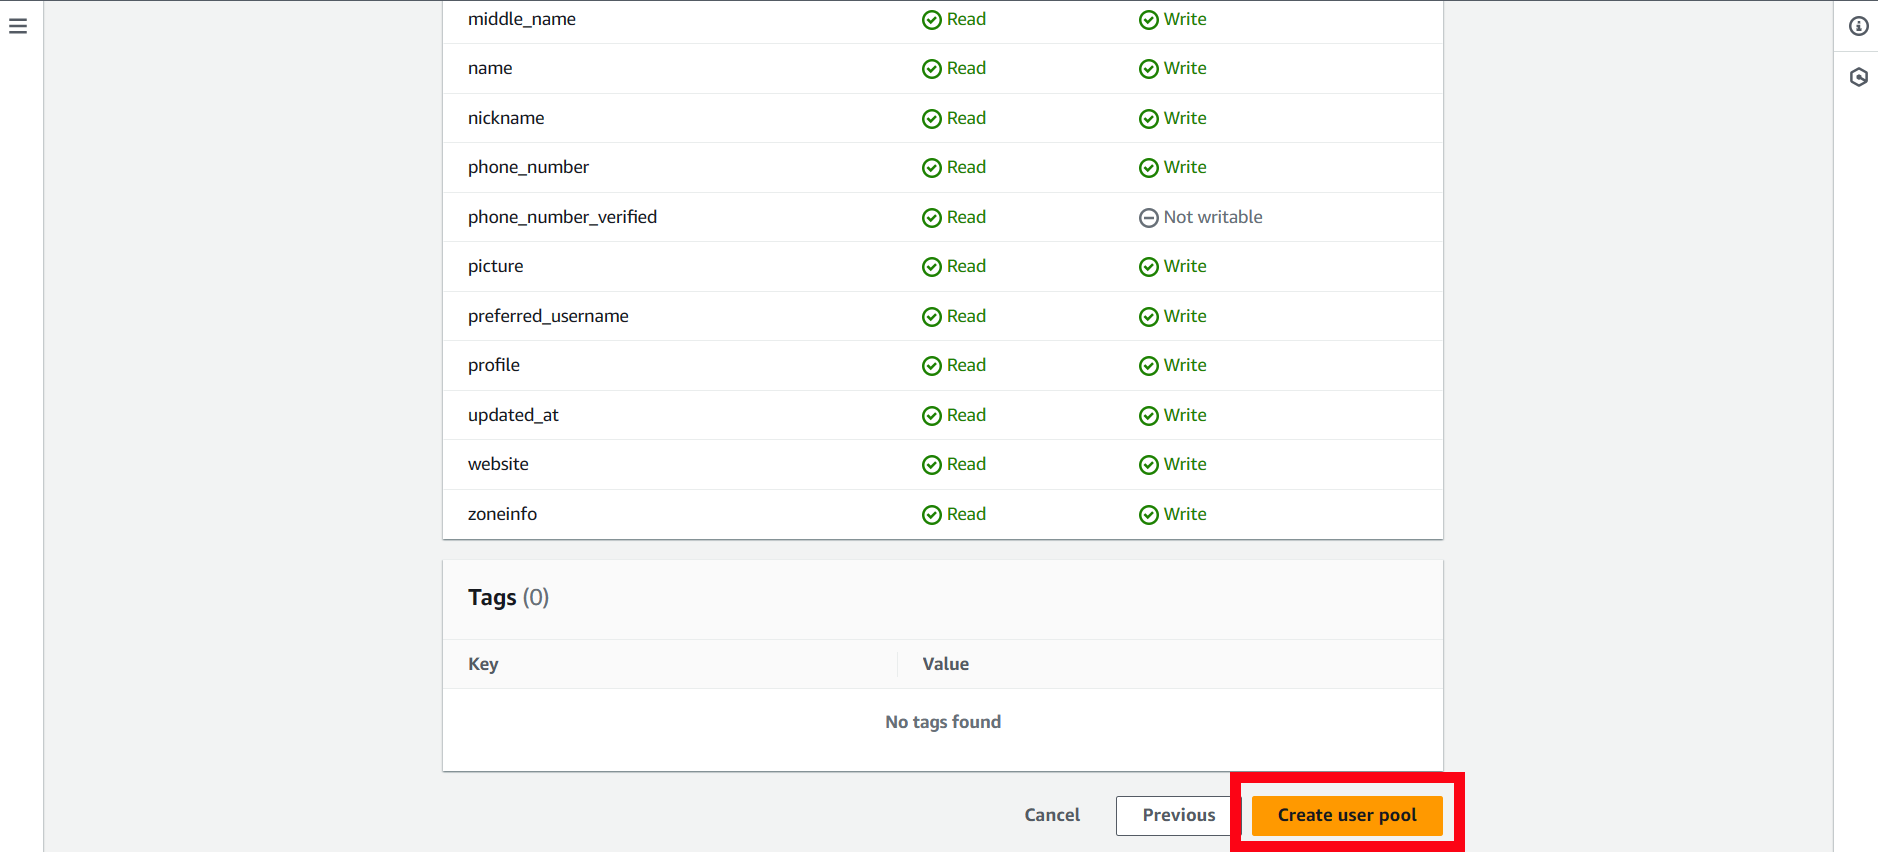 middle_name Read Write
name Read Write
nickname Read Write
phone_number Read Write
phone_number_verified Read Not writable
picture Read Write
preferred_username Read Write
profile Read Write
updated_at Read Write
website Read Write
zoneinfo Read Write
Tags (0)
Key Value
No tags found
Cancel Previous Create user pool